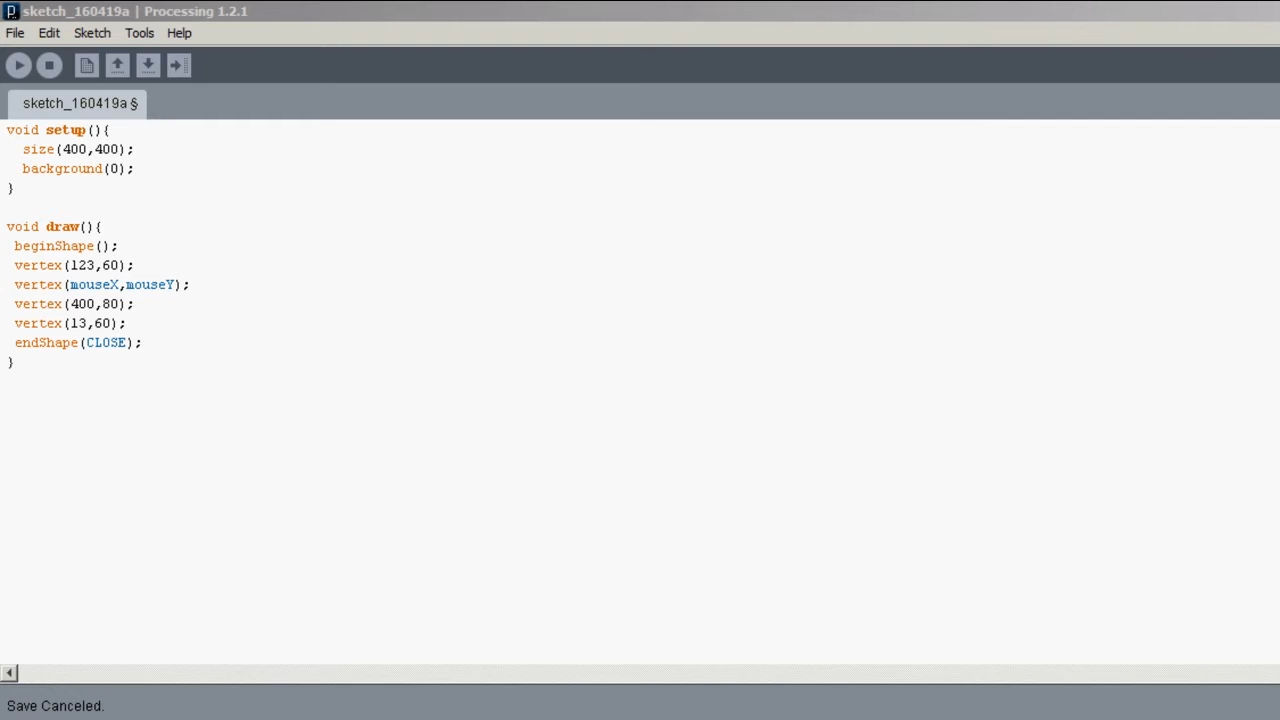 sketch_160419a | Processing 1.2.1
File Edit Sketch Tools Help
sketch_160419a §
void setup(){
  size(400,400);
  background(0);
}
void draw(){
 beginShape();
 vertex(123,60);
 vertex(mouseX,mouseY);
 vertex(400,80);
 vertex(13,60);
 endShape(CLOSE);
}
Save Canceled.